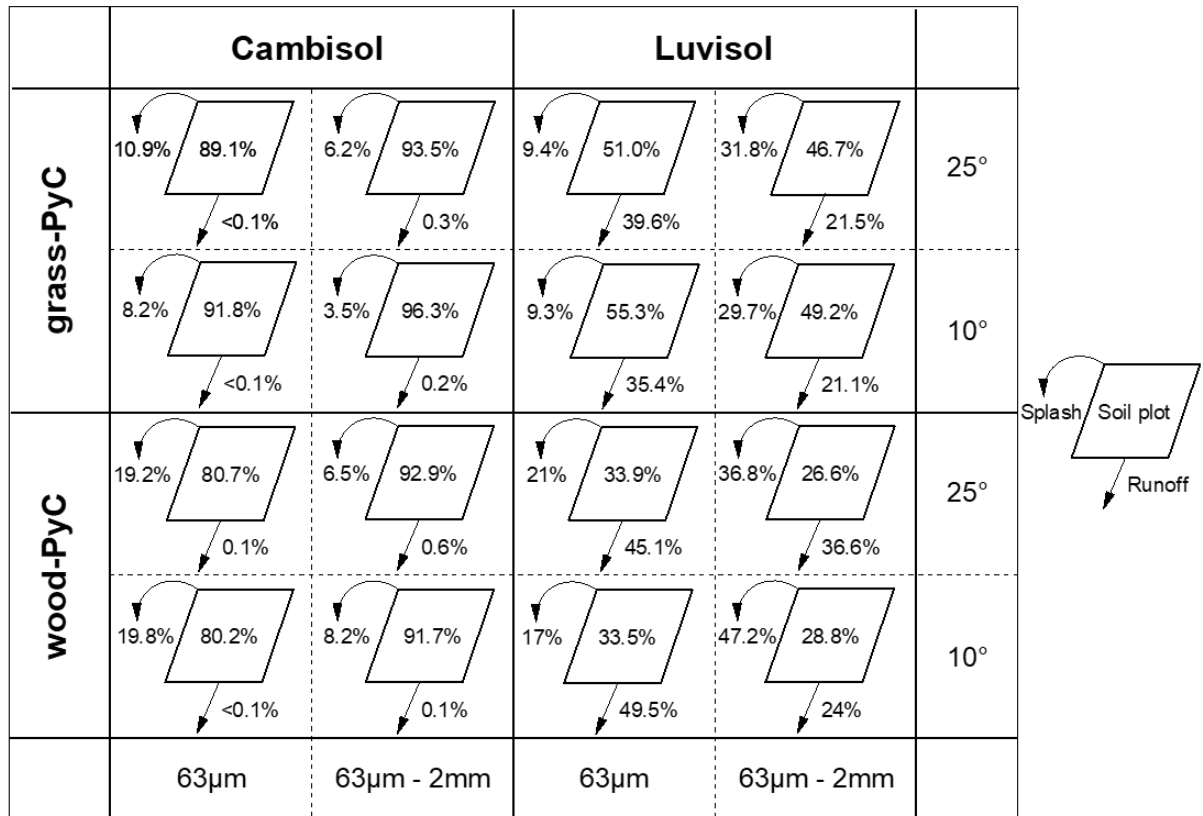 Cambisol Luvisol
grass-PyC
10.9% 89.1% 6.2% 93.5% 9.4% 51.0% 31.8% 46.7% 25°
<0.1% 0.3% 39.6% 21.5%
8.2% 91.8% 3.5% 96.3% 9.3% 55.3% 29.7% 49.2% 10°
<0.1% 0.2% 35.4% 21.1%
Splash Soil plot
Runoff
wood-PyC
19.2% 80.7% 6.5% 92.9% 21% 33.9% 36.8% 26.6% 25°
0.1% 0.6% 45.1% 36.6%
19.8% 80.2% 8.2% 91.7% 17% 33.5% 47.2% 28.8% 10°
<0.1% 0.1% 49.5% 24%
63µm 63µm - 2mm 63µm 63µm - 2mm